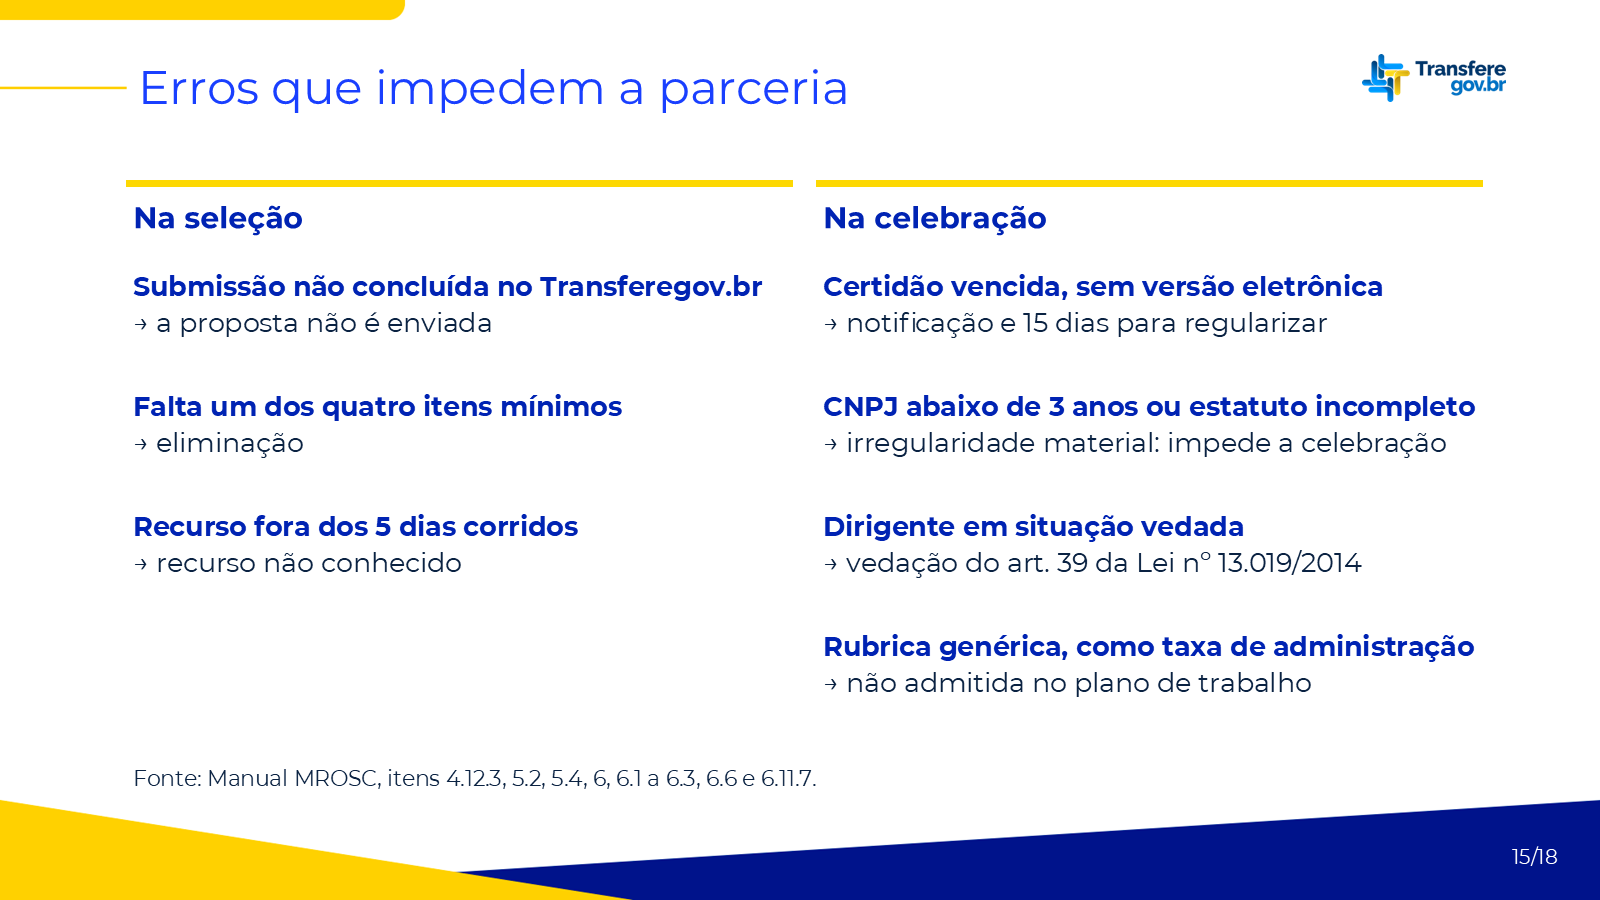 Erros que impedem a parceria
Transfere
gov.br
Na seleção
Submissão não concluída no Transferegov.br
→ a proposta não é enviada
Falta um dos quatro itens mínimos
→ eliminação
Recurso fora dos 5 dias corridos
→ recurso não conhecido
Na celebração
Certidão vencida, sem versão eletrônica
→ notificação e 15 dias para regularizar
CNPJ abaixo de 3 anos ou estatuto incompleto
→ irregularidade material: impede a celebração
Dirigente em situação vedada
→ vedação do art. 39 da Lei nº 13.019/2014
Rubrica genérica, como taxa de administração
→ não admitida no plano de trabalho
Fonte: Manual MROSC, itens 4.12.3, 5.2, 5.4, 6, 6.1 a 6.3, 6.6 e 6.11.7.
15/18